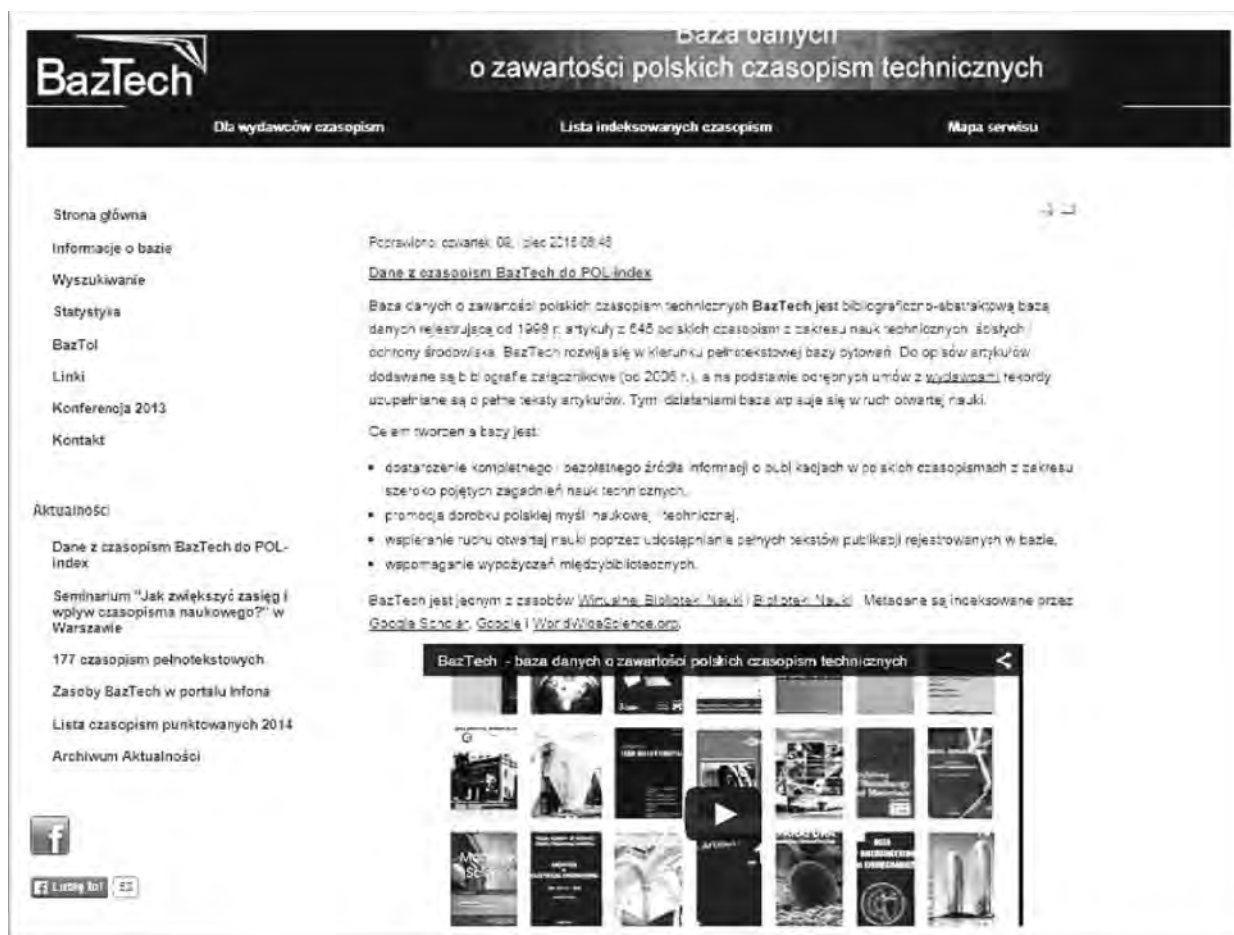 BazTech
Baza danych
o zawartości polskich czasopism technicznych
Dla wydawców czasopism
Lista indeksowanych czasopism
Mapa serwisu
Strona główna
Informacje o bazie
Wyszukiwanie
Statystyka
BazTol
Linki
Konferencja 2013
Kontakt
Aktualności
Dane z czasopism BazTech do POL-
index
Seminarium "Jak zwiększyć zasięg i
wpływ czasopisma naukowego?" w
Warszawie
177 czasopism pełnotekstowych
Zasoby BazTech w portalu Infona
Lista czasopism punktowanych 2014
Archiwum Aktualności
Lubię to!
Poprawiono: czwartek, 09, lipiec
Dane z czasopism BazTech do POL-index
Baza danych o zawartości polskich czasopism technicznych BazTech jest bibliograficzno-abstraktową bazą
danych rejestrującą od 1998 r. artykuły z polskich czasopism z zakresu nauk technicznych, ścisłych
ochrony środowiska. BazTech rozwija się w kierunku pełnotekstowej bazy cytowań. Do opisów artykułów
dodawane są bibliografie załącznikowe (od r.), a na podstawie odrębnych umów z wydawcami rekordy
uzupełniane są o pełne teksty artykułów. Tymi działaniami baza wpisuje się w ruch otwartej nauki.
Celem tworzenia bazy jest:
dostarczenie kompletnego i bezpłatnego źródła informacji o publikacjach w polskich czasopismach z zakresu
szeroko pojętych zagadnień nauk technicznych,
promocja dorobku polskiej myśli naukowej i technicznej,
wspieranie ruchu otwartej nauki poprzez udostępnianie pełnych tekstów publikacji rejestrowanych w bazie,
wspomaganie wypożyczeń międzybibliotecznych.
BazTech jest jednym z zasobów Wirtualnej Biblioteki Nauki i Biblioteki Nauki. Metadane są indeksowane przez
Google Scholar, Google i WorldWideScience.org.
BazTech - baza danych o zawartości polskich czasopism technicznych